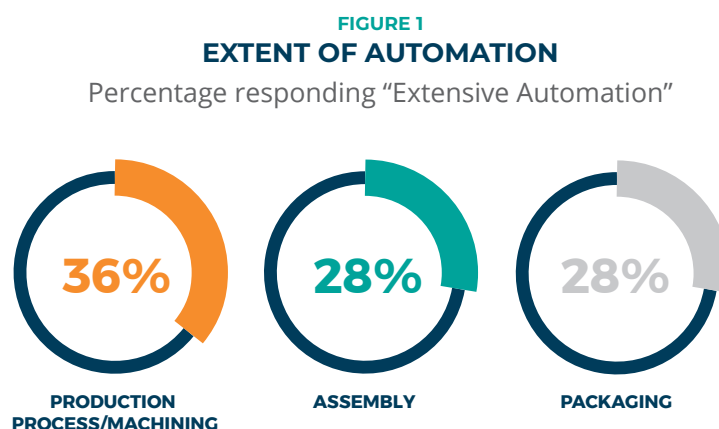 FIGURE 1
EXTENT OF AUTOMATION
Percentage responding “Extensive Automation”
36%
28%
28%
PRODUCTION
PROCESS/MACHINING
ASSEMBLY
PACKAGING